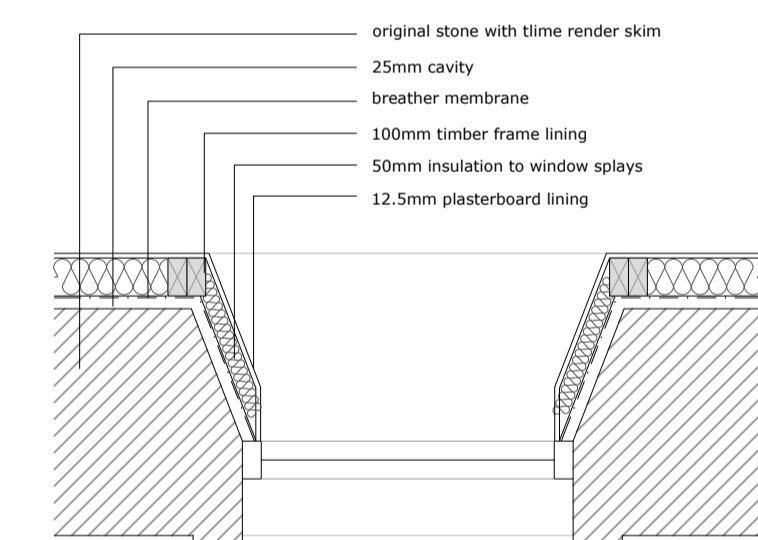 original stone with tlime render skim
25mm cavity
breather membrane
100mm timber frame lining
50mm insulation to window splays
12.5mm plasterboard lining